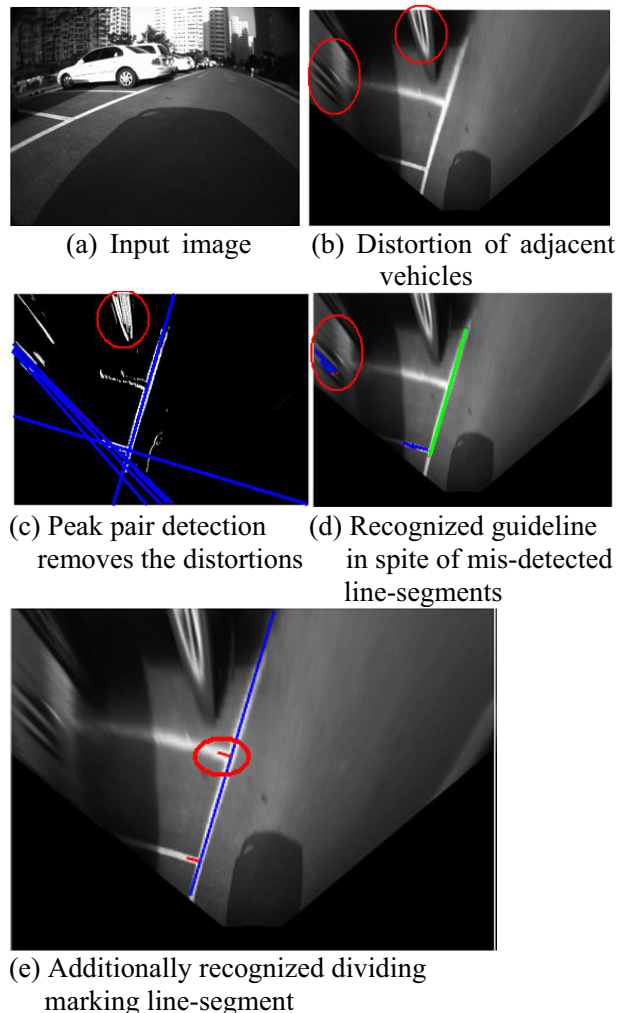 (a) Input image
(b) Distortion of adjacent
vehicles
(c) Peak pair detection
removes the distortions
(d) Recognized guideline
in spite of mis-detected
line-segments
(e) Additionally recognized dividing
marking line-segment